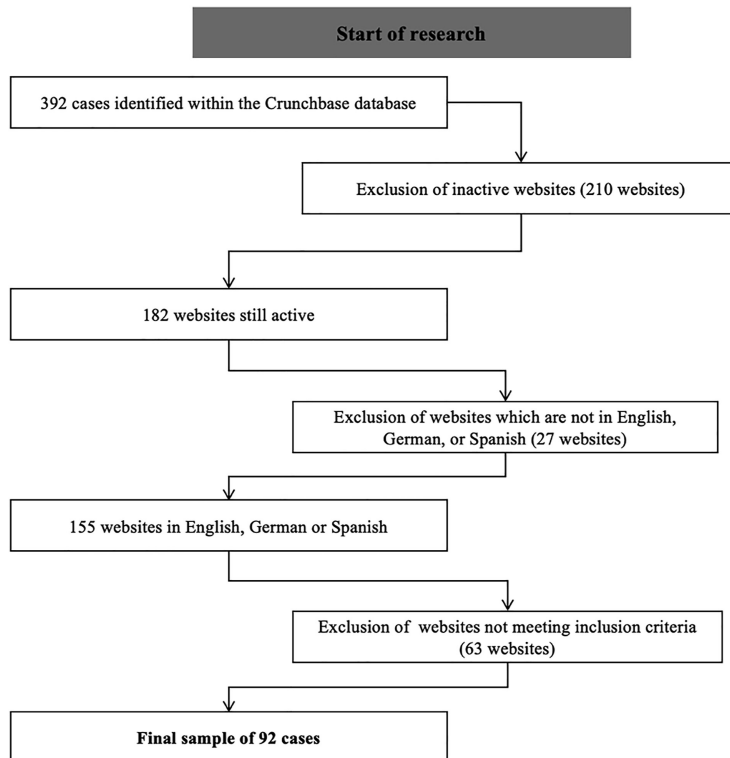 Start of research
392 cases identified within the Crunchbase database
Exclusion of inactive websites (210 websites)
182 websites still active
Exclusion of websites which are not in English,
German, or Spanish (27 websites)
155 websites in English, German or Spanish
Exclusion of websites not meeting inclusion criteria
(63 websites)
Final sample of 92 cases